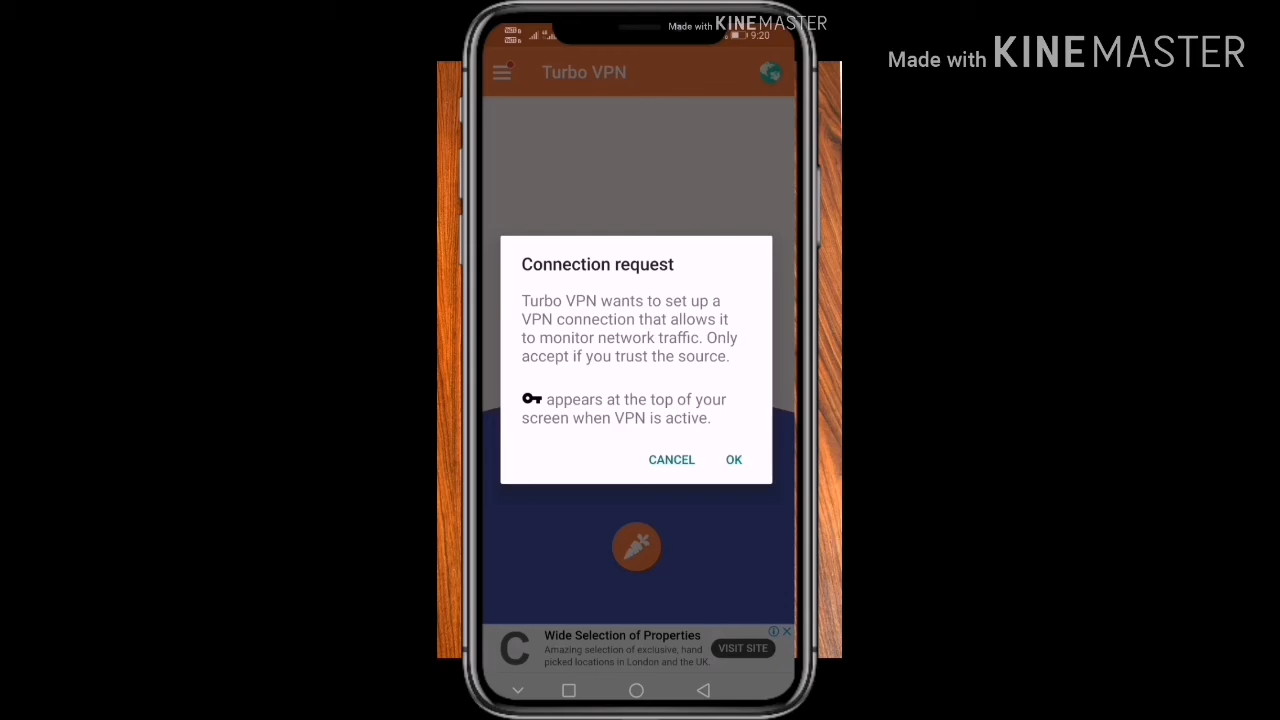 Made with KINEMASTER
Made with KINEMASTER
9:20
Turbo VPN
Connection request
Turbo VPN wants to set up a
VPN connection that allows it
to monitor network traffic. Only
accept if you trust the source.
appears at the top of your
screen when VPN is active.
CANCEL OK
Wide Selection of Properties
Amazing selection of exclusive, hand
picked locations in London and the UK.
VISIT SITE